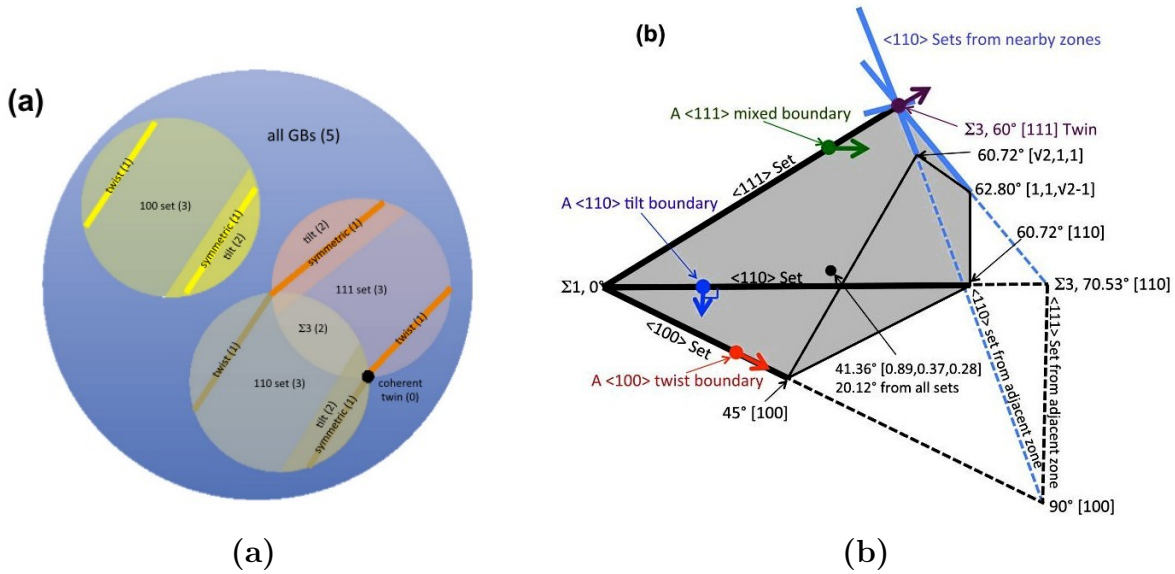 (a)
all GBs (5)
twist (1)
100 set (3)
symmetric (1)
tilt (2)
tilt (2)
symmetric (1)
111 set (3)
Σ3 (2)
twist (1)
twist (1)
110 set (3)
coherent
twin (0)
tilt (2)
symmetric (1)
(a)
(b)
<110> Sets from nearby zones
A <111> mixed boundary
Σ3, 60° [111] Twin
60.72° [√2,1,1]
<111> Set
62.80° [1,1,√2-1]
A <110> tilt boundary
60.72° [110]
<110> Set
Σ1, 0°
Σ3, 70.53° [110]
<100> Set
<110> set from adjacent zone
<111> Set from adjacent zone
41.36° [0.89,0.37,0.28]
20.12° from all sets
A <100> twist boundary
45° [100]
90° [100]
(b)